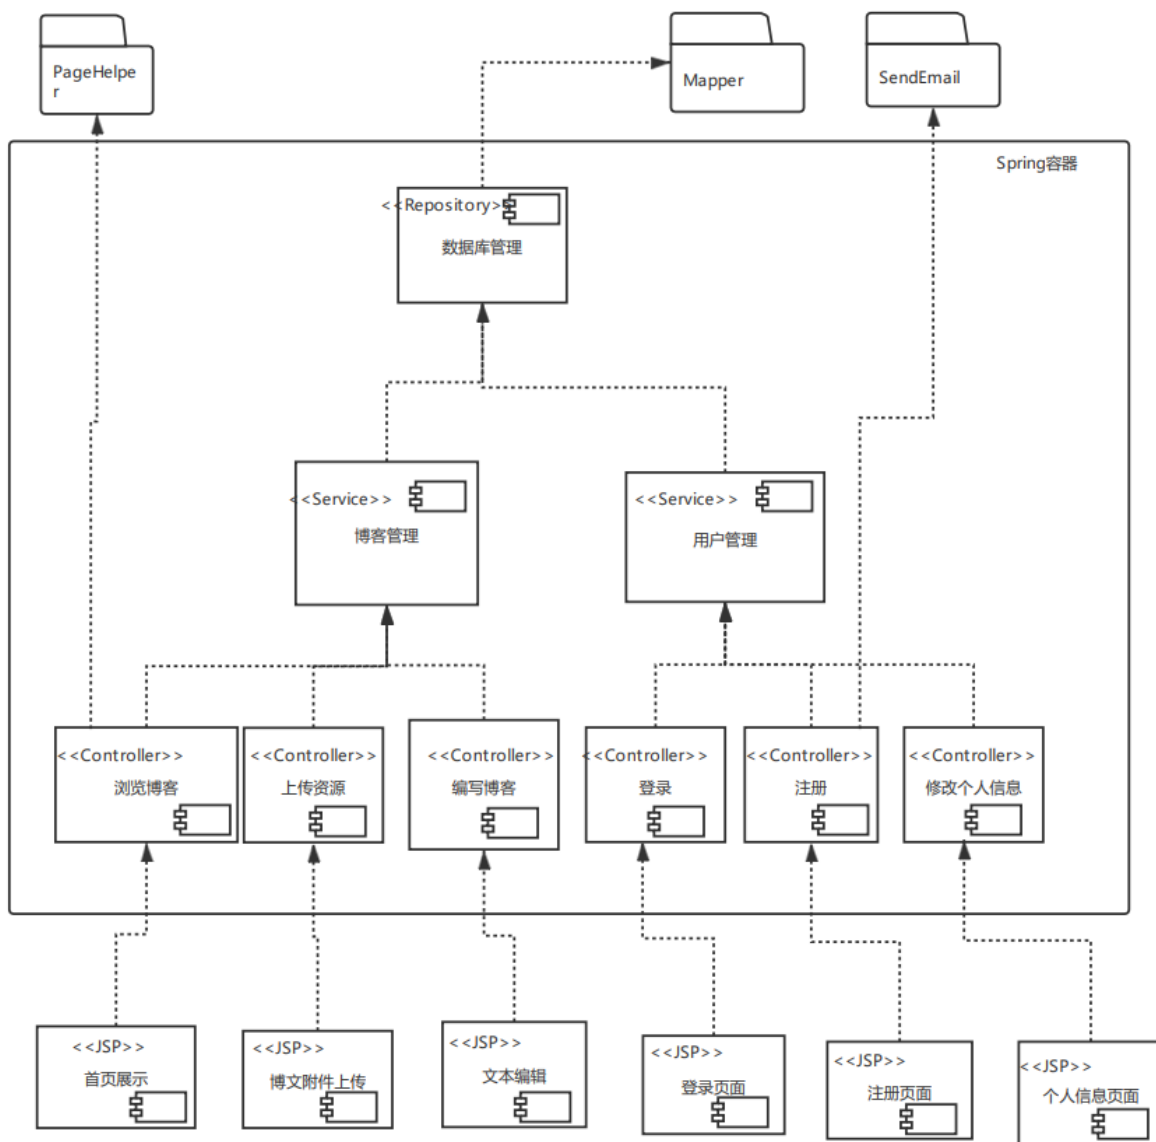 PageHelpe
r
Mapper
SendEmail
Spring容器
<<Repository>>
数据库管理
<<Service>>
博客管理
<<Service>>
用户管理
<<Controller>>
浏览博客
<<Controller>>
上传资源
<<Controller>>
编写博客
<<Controller>>
登录
<<Controller>>
注册
<<Controller>>
修改个人信息
<<JSP>>
首页展示
<<JSP>>
博文附件上传
<<JSP>>
文本编辑
<<JSP>>
登录页面
<<JSP>>
注册页面
<<JSP>>
个人信息页面